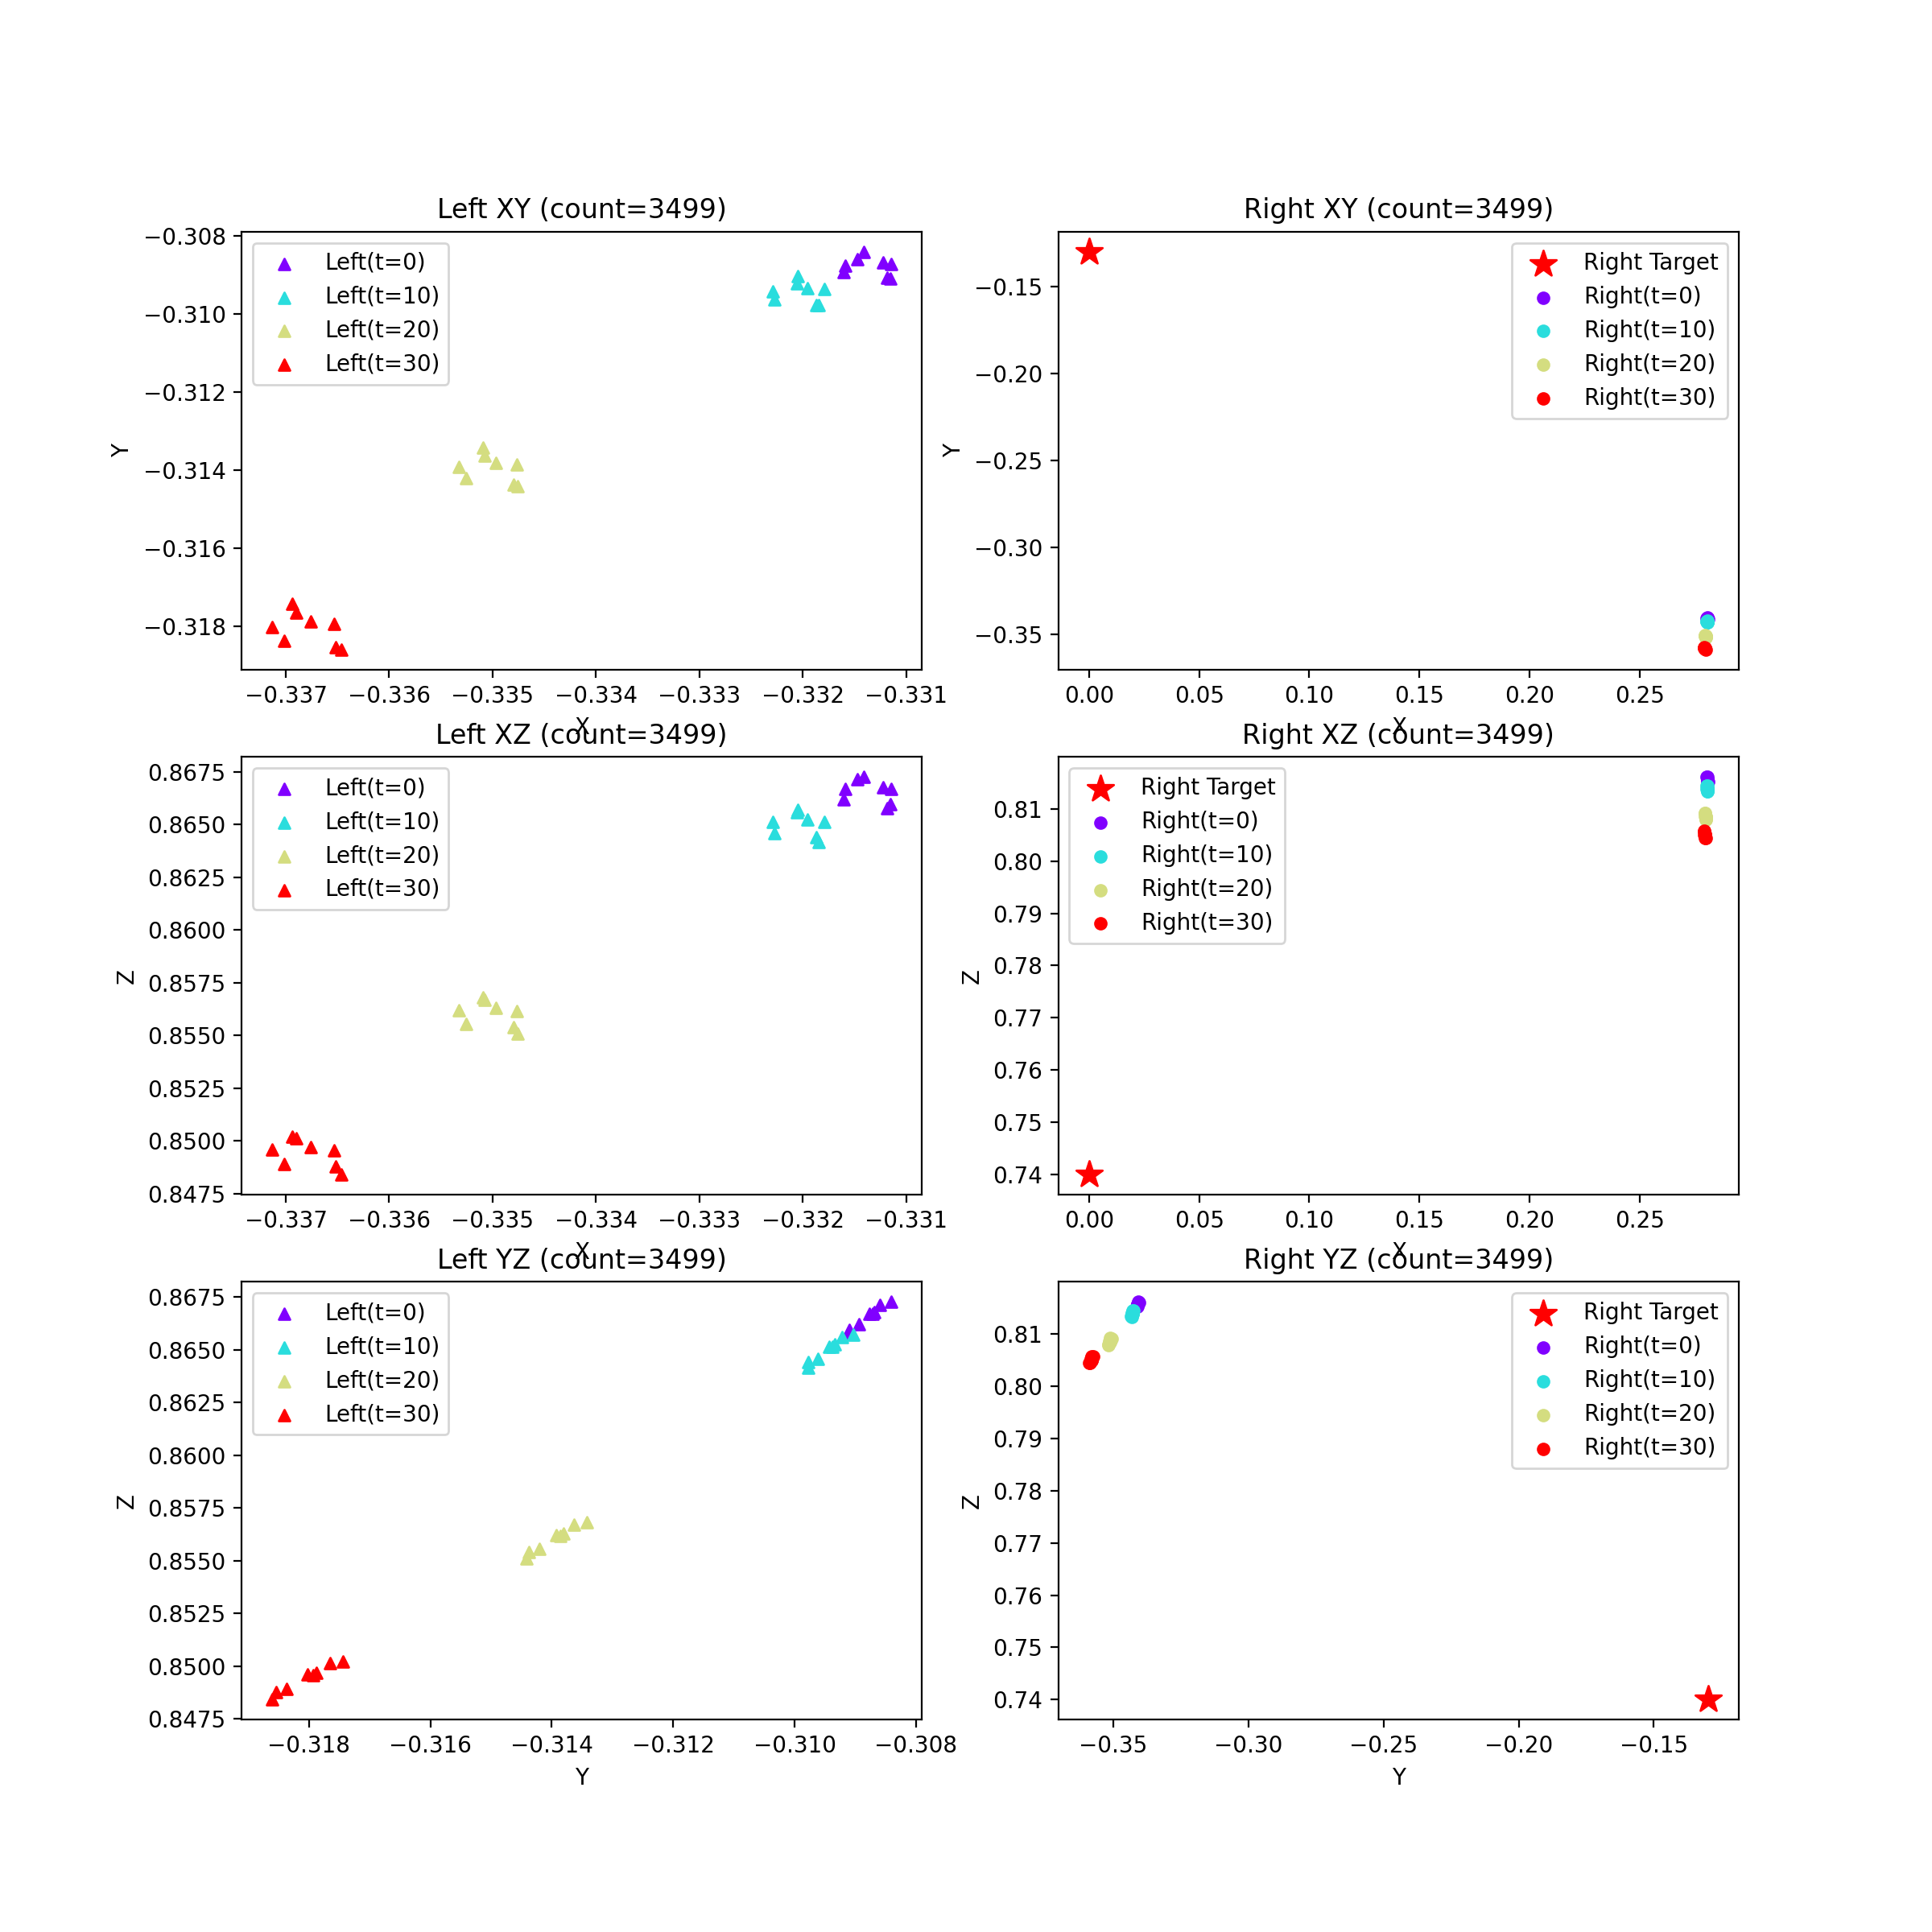 Left XY (count=3499)
−0.308
−0.310
−0.312
−0.314
−0.316
−0.318
Y
Left(t=0)
Left(t=10)
Left(t=20)
Left(t=30)
−0.337 −0.336 −0.335 −0.334 −0.333 −0.332 −0.331
X
Right XY (count=3499)
−0.15
−0.20
−0.25
−0.30
−0.35
Y
Right Target
Right(t=0)
Right(t=10)
Right(t=20)
Right(t=30)
0.00 0.05 0.10 0.15 0.20 0.25
X
Left XZ (count=3499)
0.8675
0.8650
0.8625
0.8600
0.8575
0.8550
0.8525
0.8500
0.8475
Z
Left(t=0)
Left(t=10)
Left(t=20)
Left(t=30)
−0.337 −0.336 −0.335 −0.334 −0.333 −0.332 −0.331
X
Right XZ (count=3499)
0.81
0.80
0.79
0.78
0.77
0.76
0.75
0.74
Z
Right Target
Right(t=0)
Right(t=10)
Right(t=20)
Right(t=30)
0.00 0.05 0.10 0.15 0.20 0.25
X
Left YZ (count=3499)
0.8675
0.8650
0.8625
0.8600
0.8575
0.8550
0.8525
0.8500
0.8475
Z
Left(t=0)
Left(t=10)
Left(t=20)
Left(t=30)
−0.318 −0.316 −0.314 −0.312 −0.310 −0.308
Y
Right YZ (count=3499)
0.81
0.80
0.79
0.78
0.77
0.76
0.75
0.74
Z
Right Target
Right(t=0)
Right(t=10)
Right(t=20)
Right(t=30)
−0.35 −0.30 −0.25 −0.20 −0.15
Y